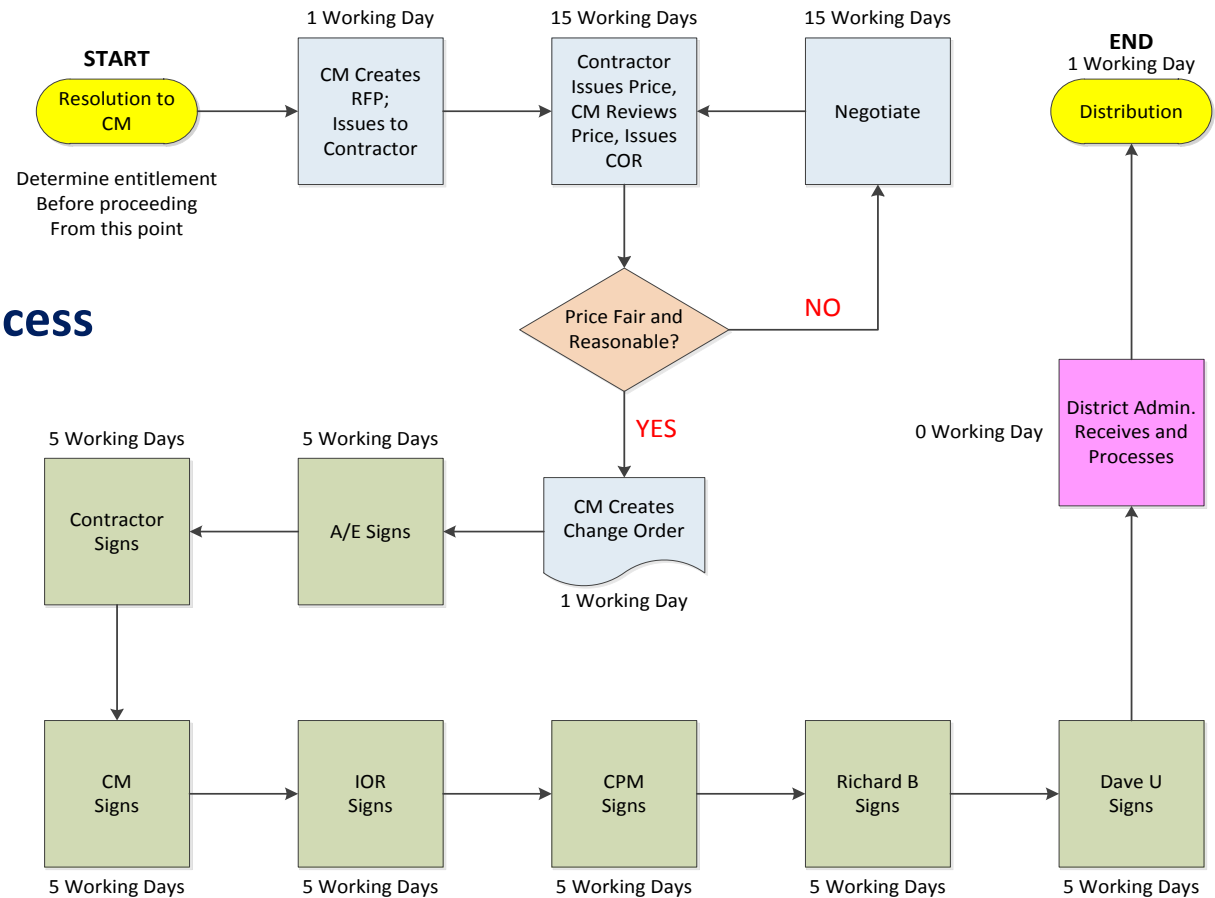 START
Resolution to
CM
Determine entitlement
Before proceeding
From this point
1 Working Day
CM Creates
RFP;
Issues to
Contractor
15 Working Days
Contractor
Issues Price,
CM Reviews
Price, Issues
COR
15 Working Days
Negotiate
END
1 Working Day
Distribution
cess
Price Fair and
Reasonable?
NO
YES
0 Working Day
District Admin.
Receives and
Processes
5 Working Days
Contractor
Signs
5 Working Days
A/E Signs
CM Creates
Change Order
1 Working Day
CM
Signs
5 Working Days
IOR
Signs
5 Working Days
CPM
Signs
5 Working Days
Richard B
Signs
5 Working Days
Dave U
Signs
5 Working Days